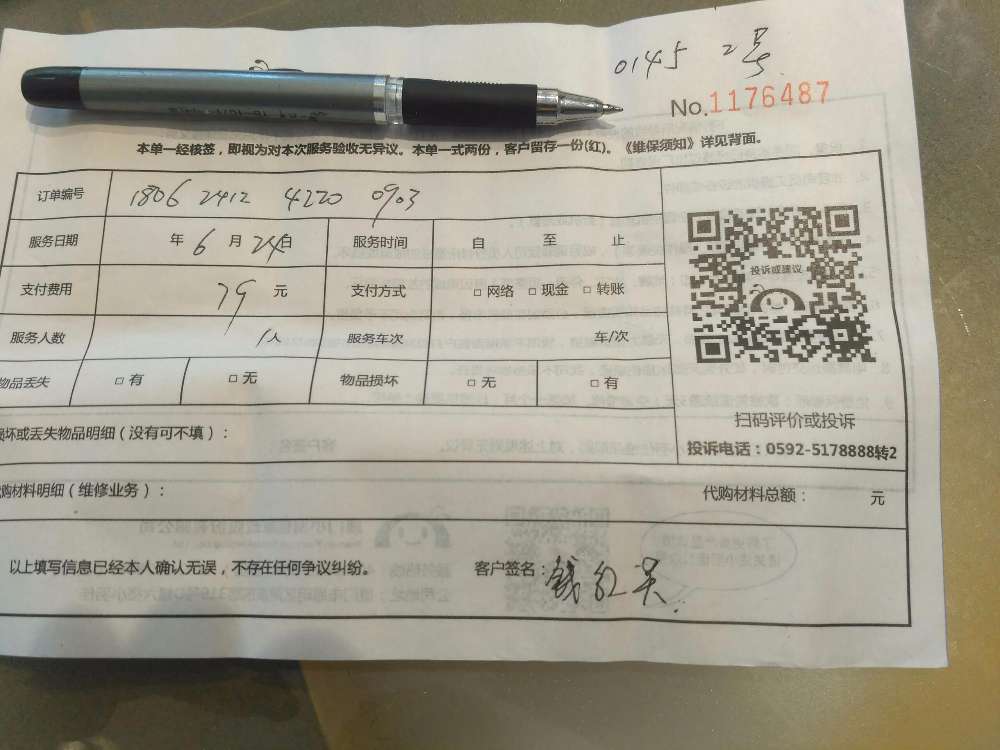 0145 2号
No.1176487
本单一经核签，即视为对本次服务验收无异议。本单一式两份，客户留存一份(红)。《维保须知》详见背面。
订单编号 1806 2412 4220 0903
服务日期 年 6 月 24 日 服务时间 自 至 止
支付费用 79 元 支付方式 □ 网络 □ 现金 □ 转账
服务人数 1人 服务车次 车/次
物品丢失 □ 有 □ 无 物品损坏 □ 无 □ 有
投诉或建议
扫码评价或投诉
投诉电话：0592-5178888转2
损坏或丢失物品明细（没有可不填）：
代购材料明细（维修业务）： 代购材料总额： 元
以上填写信息已经本人确认无误，不存在任何争议纠纷。 客户签名：钱红